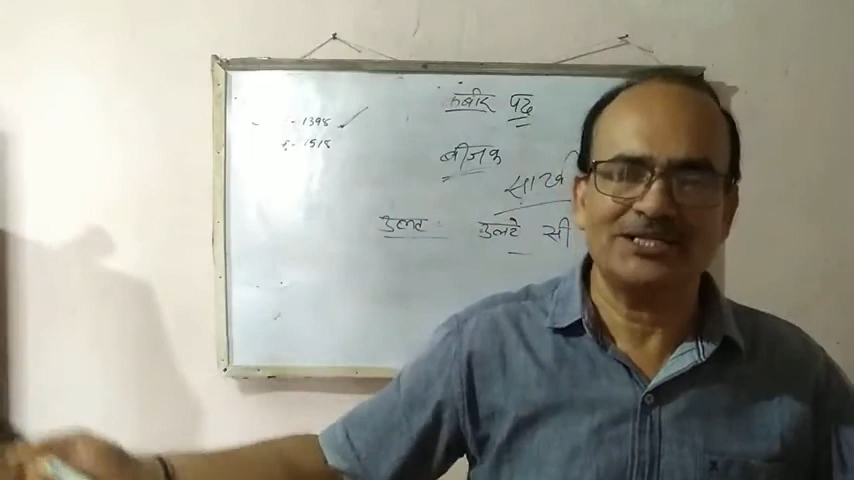 कबीर पद
- 1398
- 1518
बीजक
उलट उलटे सी